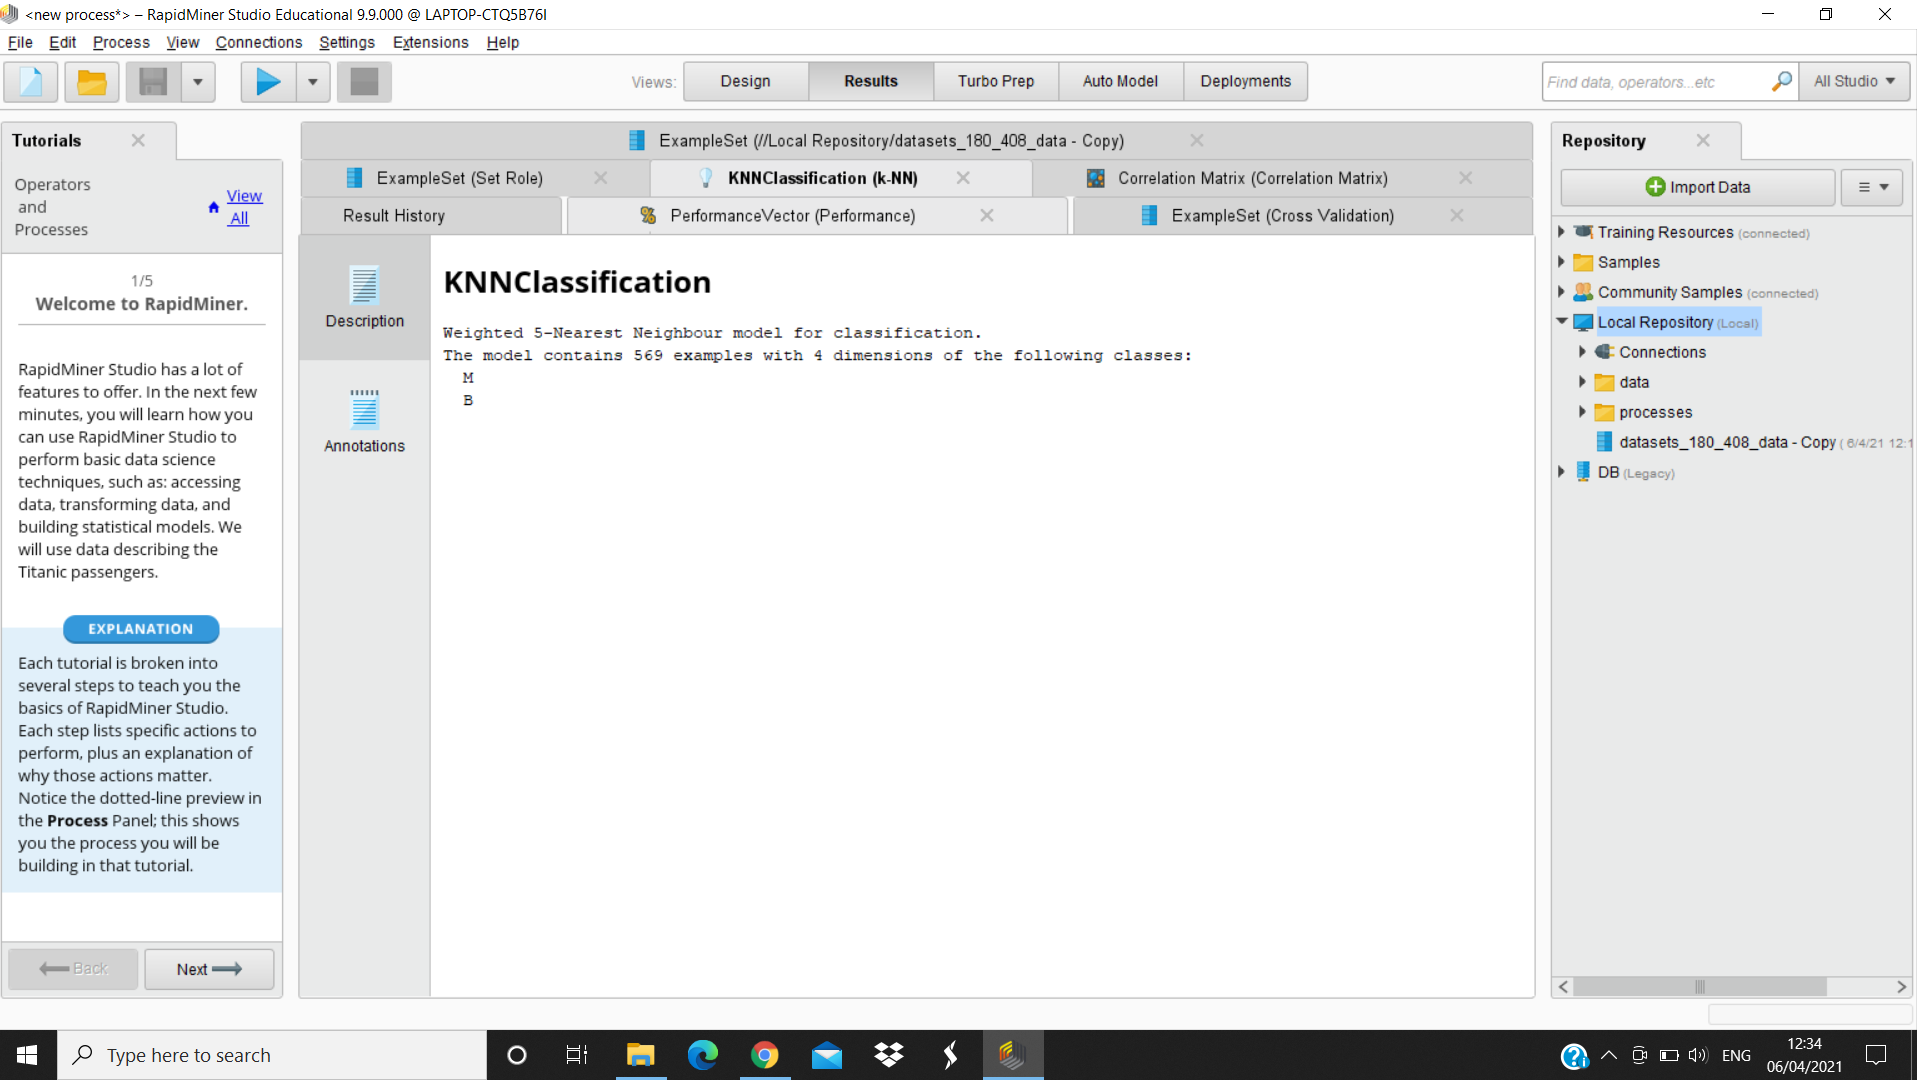 <new process*> – RapidMiner Studio Educational 9.9.000 @ LAPTOP-CTQ5B76I
File Edit Process View Connections Settings Extensions Help
Views: Design Results Turbo Prep Auto Model Deployments
Find data, operators...etc
All Studio
Tutorials
Operators
and
Processes
View
All
1/5
Welcome to RapidMiner.
RapidMiner Studio has a lot of
features to offer. In the next few
minutes, you will learn how you
can use RapidMiner Studio to
perform basic data science
techniques, such as: accessing
data, transforming data, and
building statistical models. We
will use data describing the
Titanic passengers.
EXPLANATION
Each tutorial is broken into
several steps to teach you the
basics of RapidMiner Studio.
Each step lists specific actions to
perform, plus an explanation of
why those actions matter.
Notice the dotted-line preview in
the Process Panel; this shows
you the process you will be
building in that tutorial.
Back
Next
ExampleSet (//Local Repository/datasets_180_408_data - Copy)
ExampleSet (Set Role)
KNNClassification (k-NN)
Correlation Matrix (Correlation Matrix)
Result History
PerformanceVector (Performance)
ExampleSet (Cross Validation)
Description
Annotations
KNNClassification
Weighted 5-Nearest Neighbour model for classification.
The model contains 569 examples with 4 dimensions of the following classes:
M
B
Repository
Import Data
Training Resources (connected)
Samples
Community Samples (connected)
Local Repository (Local)
Connections
data
processes
datasets_180_408_data - Copy ( 6/4/21 12:1
DB (Legacy)
Type here to search
ENG
12:34
06/04/2021